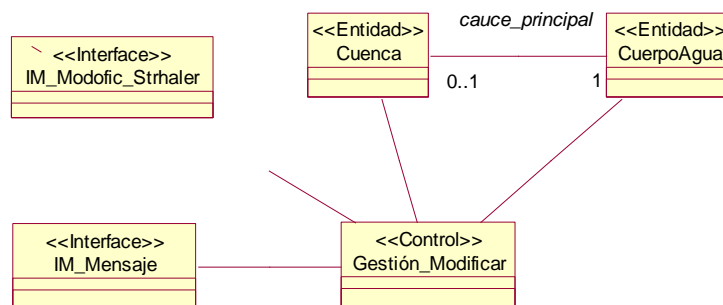 <<Interface>>
IM_Modofic_Strhaler
<<Entidad>>
Cuenca
cauce_principal
<<Entidad>>
CuerpoAgua
0..1
1
<<Interface>>
IM_Mensaje
<<Control>>
Gestión_Modificar